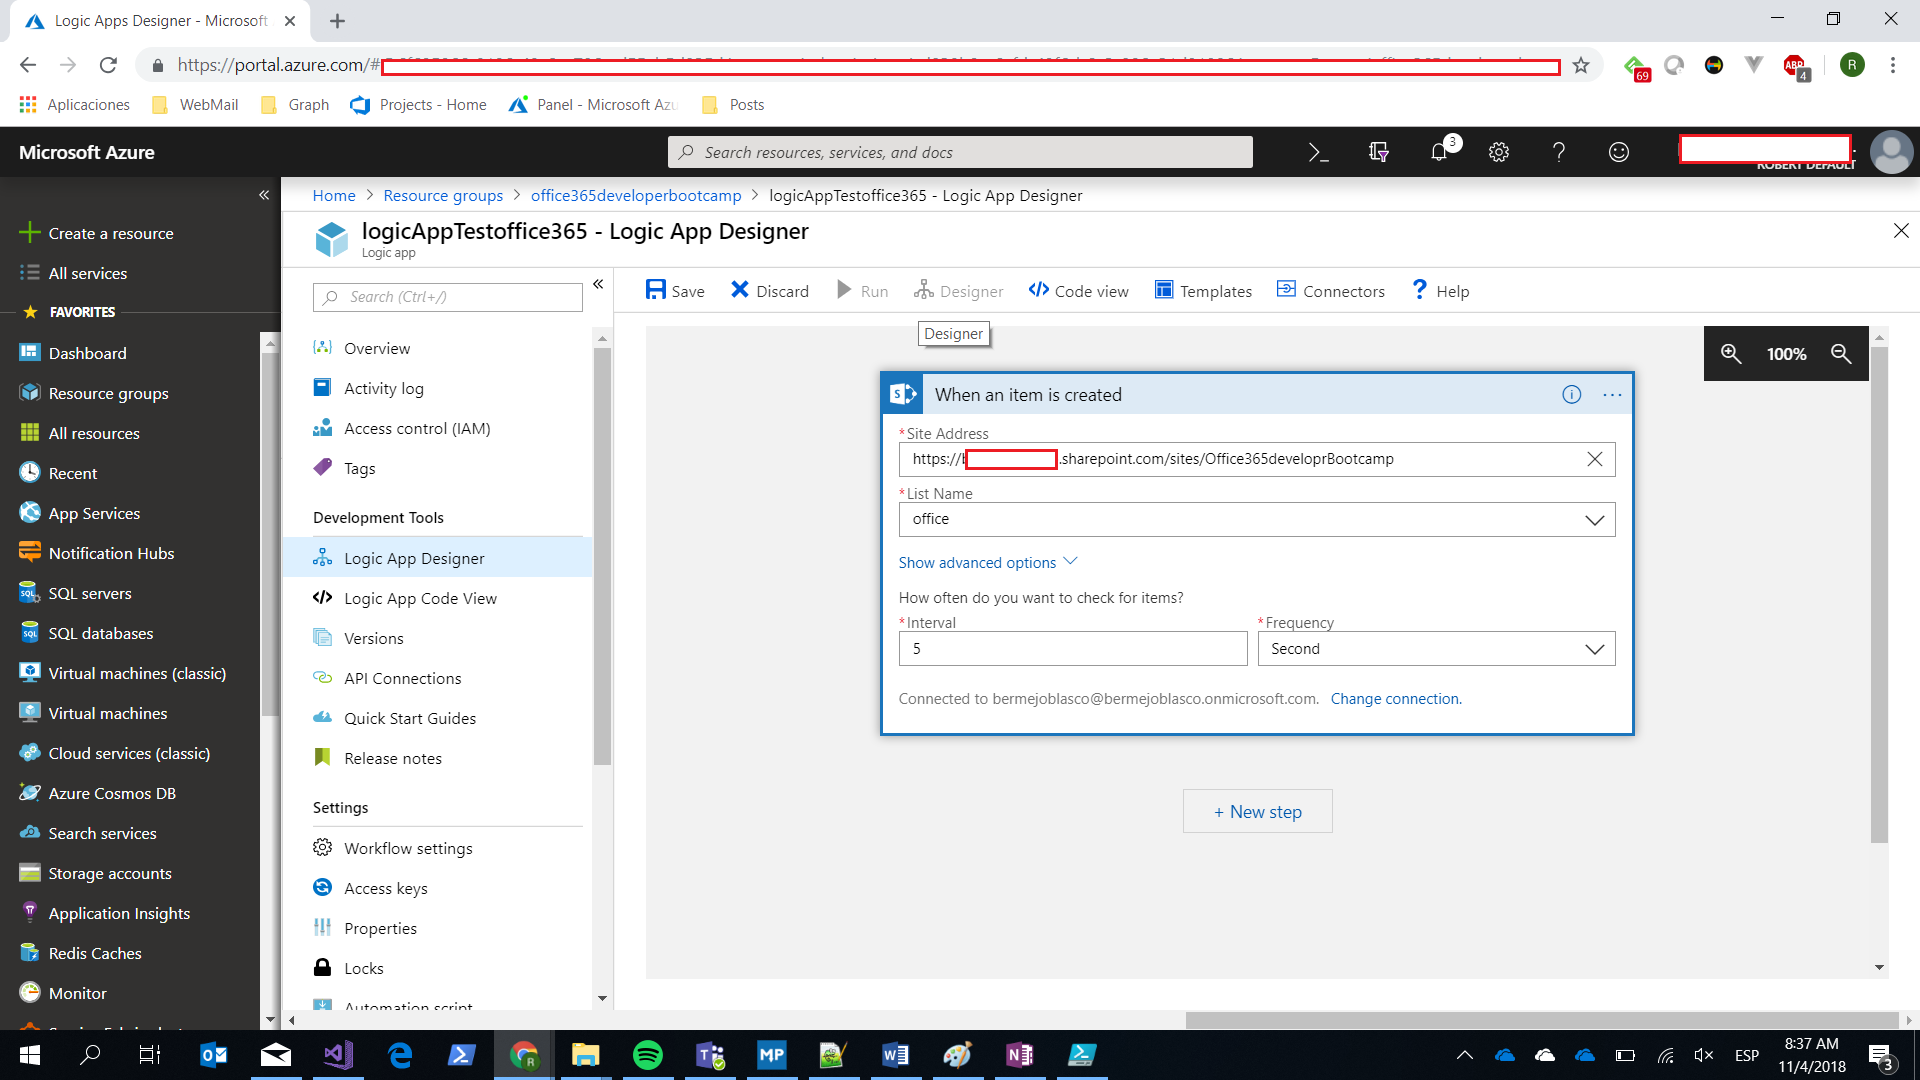 Logic Apps Designer - Microsoft
https://portal.azure.com/#
69
ABP
4
R
Aplicaciones
WebMail
Graph
Projects - Home
Panel - Microsoft Azu
Posts
Microsoft Azure
Search resources, services, and docs
3
ROBERT DEFAULT
Home > Resource groups > office365developerbootcamp > logicAppTestoffice365 - Logic App Designer
logicAppTestoffice365 - Logic App Designer
Logic app
Create a resource
All services
FAVORITES
Dashboard
Resource groups
All resources
Recent
App Services
Notification Hubs
SQL servers
SQL databases
Virtual machines (classic)
Virtual machines
Cloud services (classic)
Azure Cosmos DB
Search services
Storage accounts
Application Insights
Redis Caches
Monitor
Search (Ctrl+/)
Overview
Activity log
Access control (IAM)
Tags
Development Tools
Logic App Designer
Logic App Code View
Versions
API Connections
Quick Start Guides
Release notes
Settings
Workflow settings
Access keys
Properties
Locks
Automation script
Save
Discard
Run
Designer
Code view
Templates
Connectors
Help
Designer
100%
When an item is created
* Site Address
https://b .sharepoint.com/sites/Office365developrBootcamp
* List Name
office
Show advanced options
How often do you want to check for items?
* Interval
* Frequency
5
Second
Connected to bermejoblasco@bermejoblasco.onmicrosoft.com. Change connection.
+ New step
MP
ESP
8:37 AM
11/4/2018
3